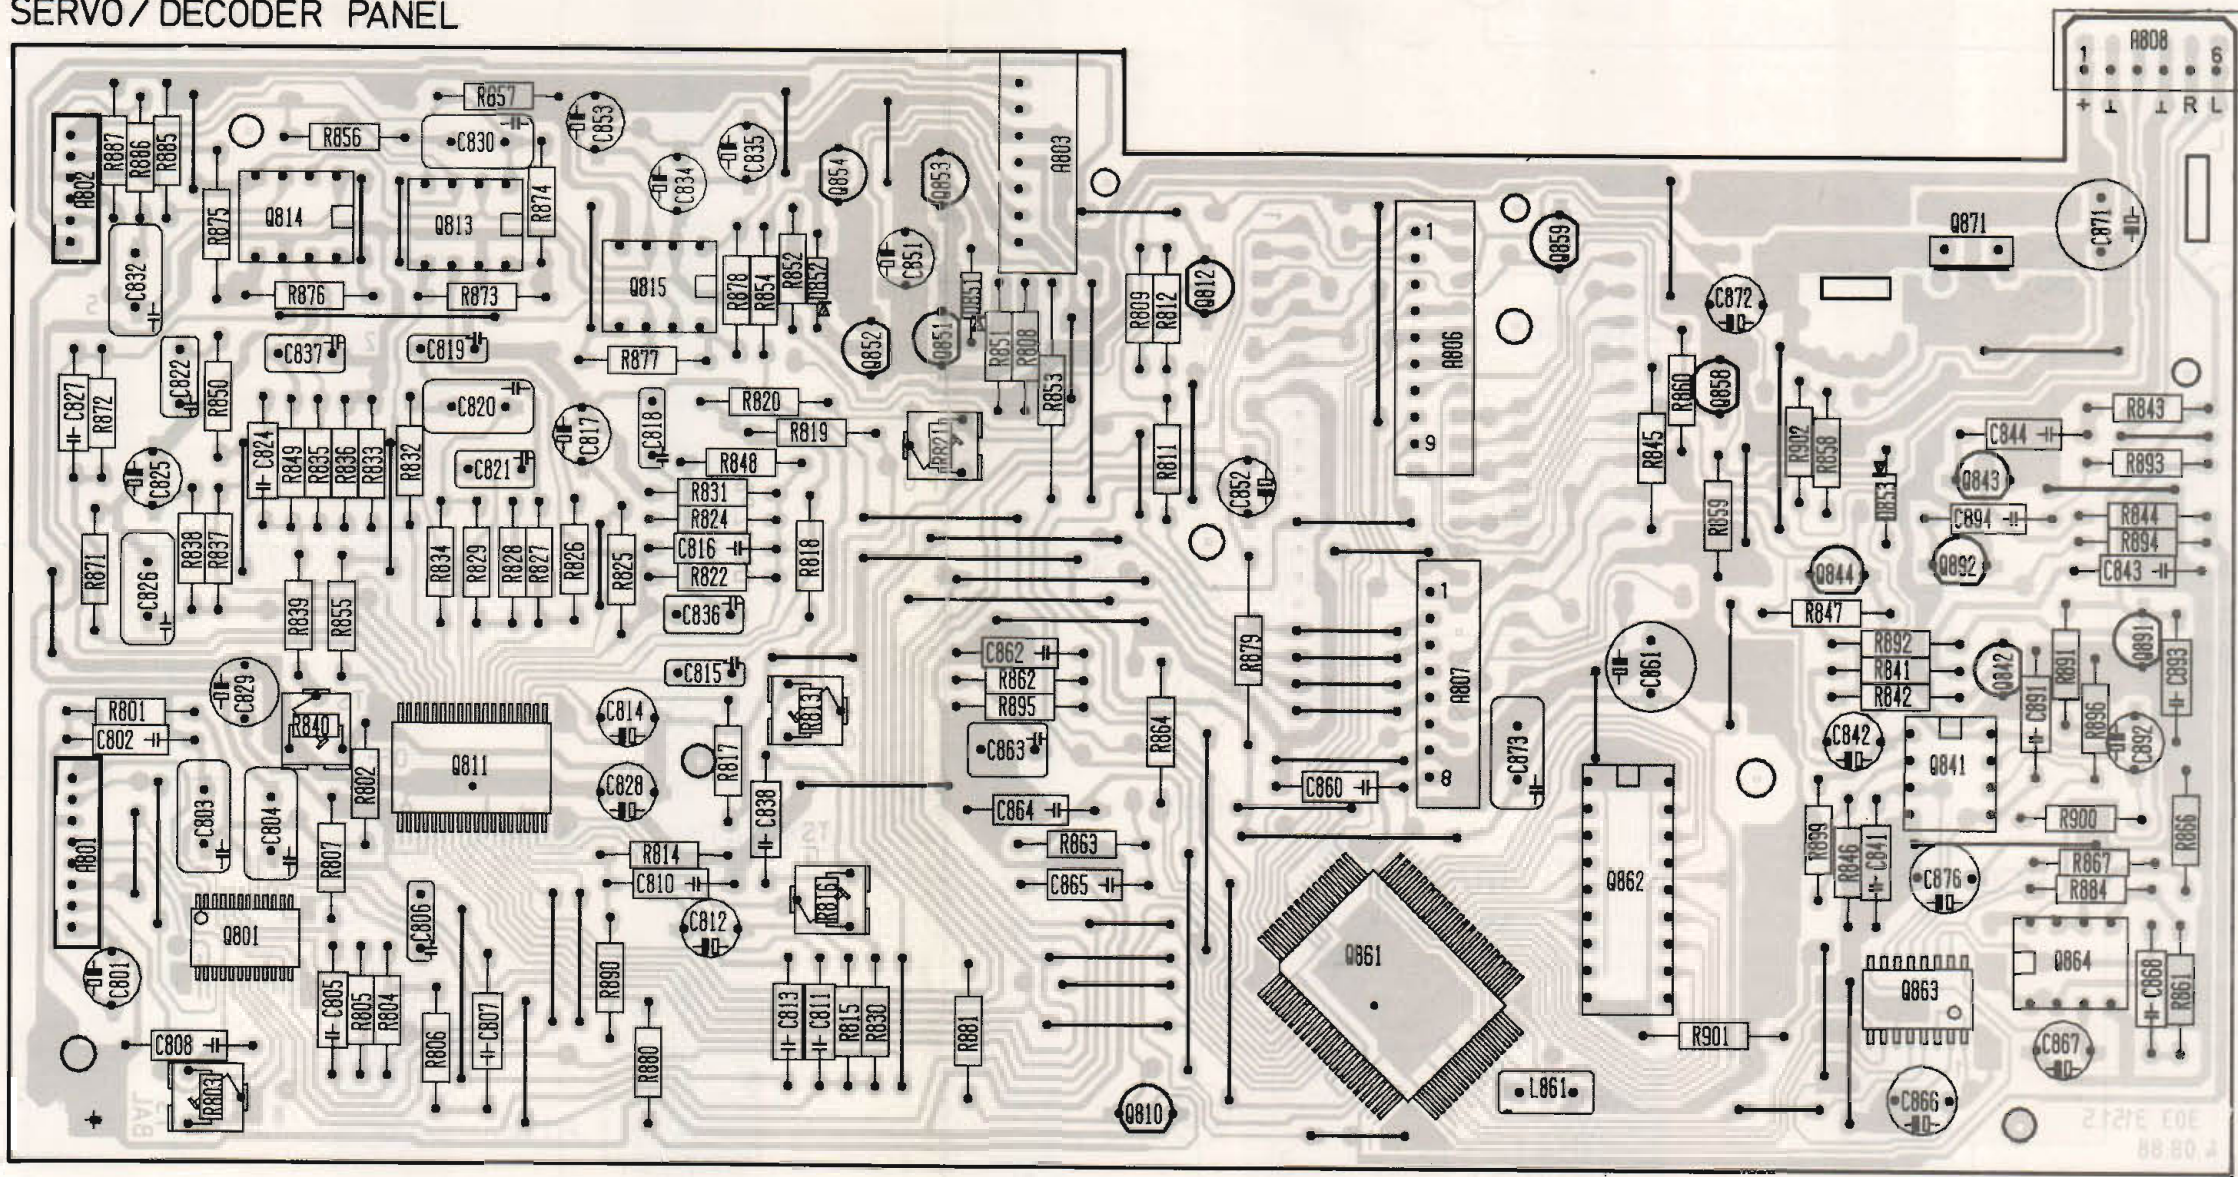 SERVO/DECODER PANEL
A808
1 6
+ ⊥ ⊥ R L
R857 C853 C835 Q854 Q853 A803
R887 R886 R885 R856 C830 R874 C834
A802 R875 Q814 Q813 C851 Q859 Q871 C871
C832 R876 R873 Q815 R878 R854 R852 D852 D851 R809 R812 Q812 1 C872
C822 R850 C837 C819 R877 Q852 Q851 R851 R808 R853 A806 R860 Q858
C827 R872 C820 C817 C818 R820 R819 R821 R811 9 R845 R902 R858 C844 R843
C825 C824 R849 R835 R836 R833 R832 C821 R848 R831 C852 R859 D853 Q843 R893
R871 R838 R837 R834 R829 R828 R827 R826 R825 R824 C816 R822 R818 C894 R844 R894
C826 R839 R855 C836 R879 1 Q844 Q892 C843
R847
C829 C815 R813 C862 R862 R895 A807 C861 R892 R841 R842 Q842 R891 Q891 C893
R801 C802 R840 R802 Q811 C814 R817 C863 R864 C873 C842 Q841 C891 R896 C892
A801 C803 C804 R807 C828 C838 C864 C860 8
R814 R863 Q862 R899 R846 C841 R900 R866
C810 R816 C865 C876 R867 R884
Q801 C806 C812 Q861 Q864
C801 C805 R805 R804 R806 C807 R890 C813 C811 R815 R830 R881 Q863 C868 R861
C808 R880 R901 C867
R803 Q810 L861 C866
BAL
303 31512
4.08.88